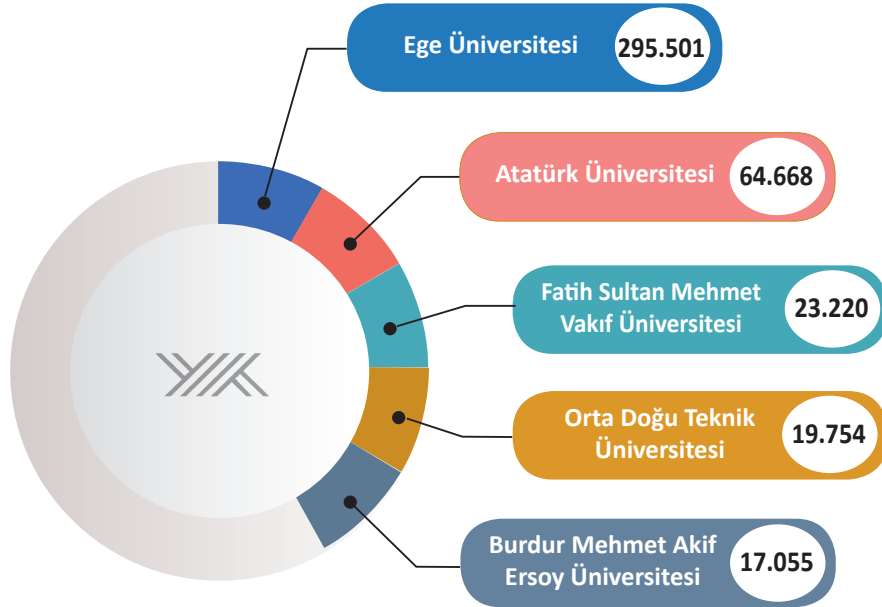 Ege Üniversitesi
295.501
Atatürk Üniversitesi
64.668
Fatih Sultan Mehmet
Vakıf Üniversitesi
23.220
Orta Doğu Teknik
Üniversitesi
19.754
Burdur Mehmet Akif
Ersoy Üniversitesi
17.055